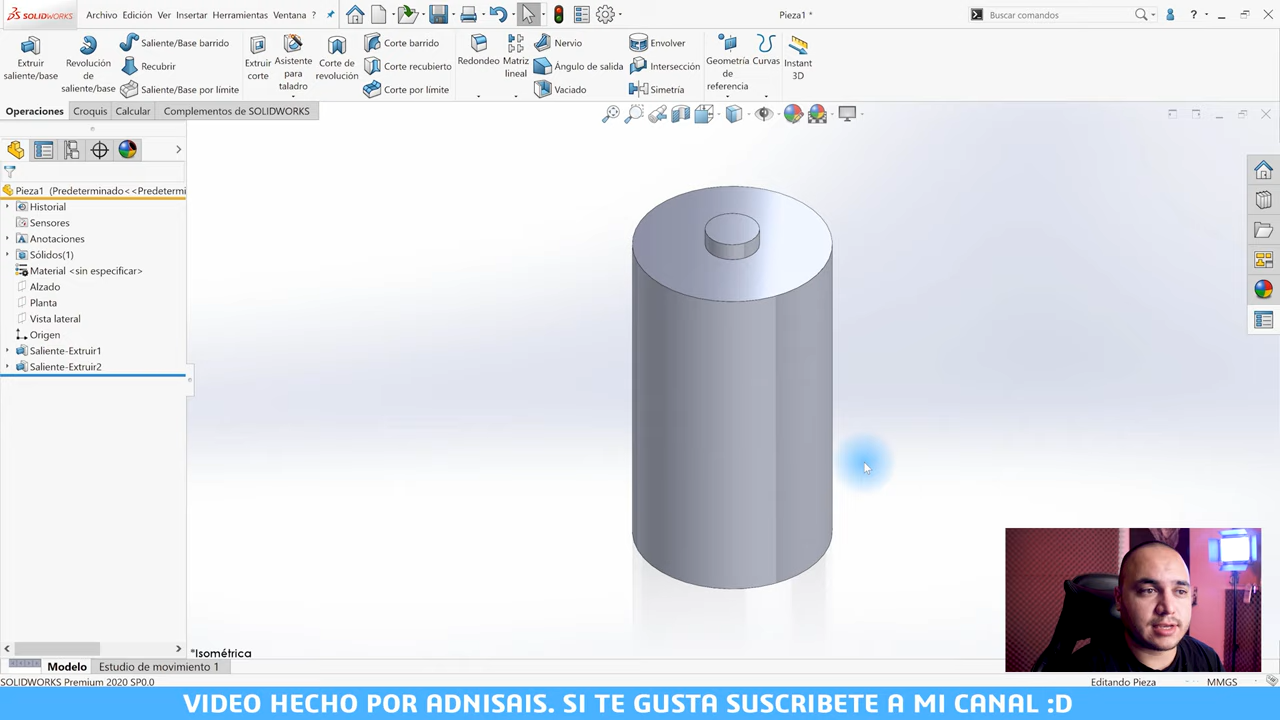 SOLIDWORKS
Archivo Edición Ver Insertar Herramientas Ventana ?
Pieza1 *
Buscar comandos
?
Extruir saliente/base
Revolución de saliente/base
Saliente/Base barrido
Recubrir
Saliente/Base por límite
Extruir corte
Asistente para taladro
Corte de revolución
Corte barrido
Corte recubierto
Corte por límite
Redondeo
Matriz lineal
Nervio
Ángulo de salida
Vaciado
Envolver
Intersección
Simetría
Geometría de referencia
Curvas
Instant 3D
Operaciones Croquis Calcular Complementos de SOLIDWORKS
Pieza1 (Predeterminado<<Predetermi
Historial
Sensores
Anotaciones
Sólidos(1)
Material <sin especificar>
Alzado
Planta
Vista lateral
Origen
Saliente-Extruir1
Saliente-Extruir2
*Isométrica
Modelo Estudio de movimiento 1
SOLIDWORKS Premium 2020 SP0.0
Editando Pieza MMGS
VIDEO HECHO POR ADNISAIS. SI TE GUSTA SUSCRIBETE A MI CANAL :D